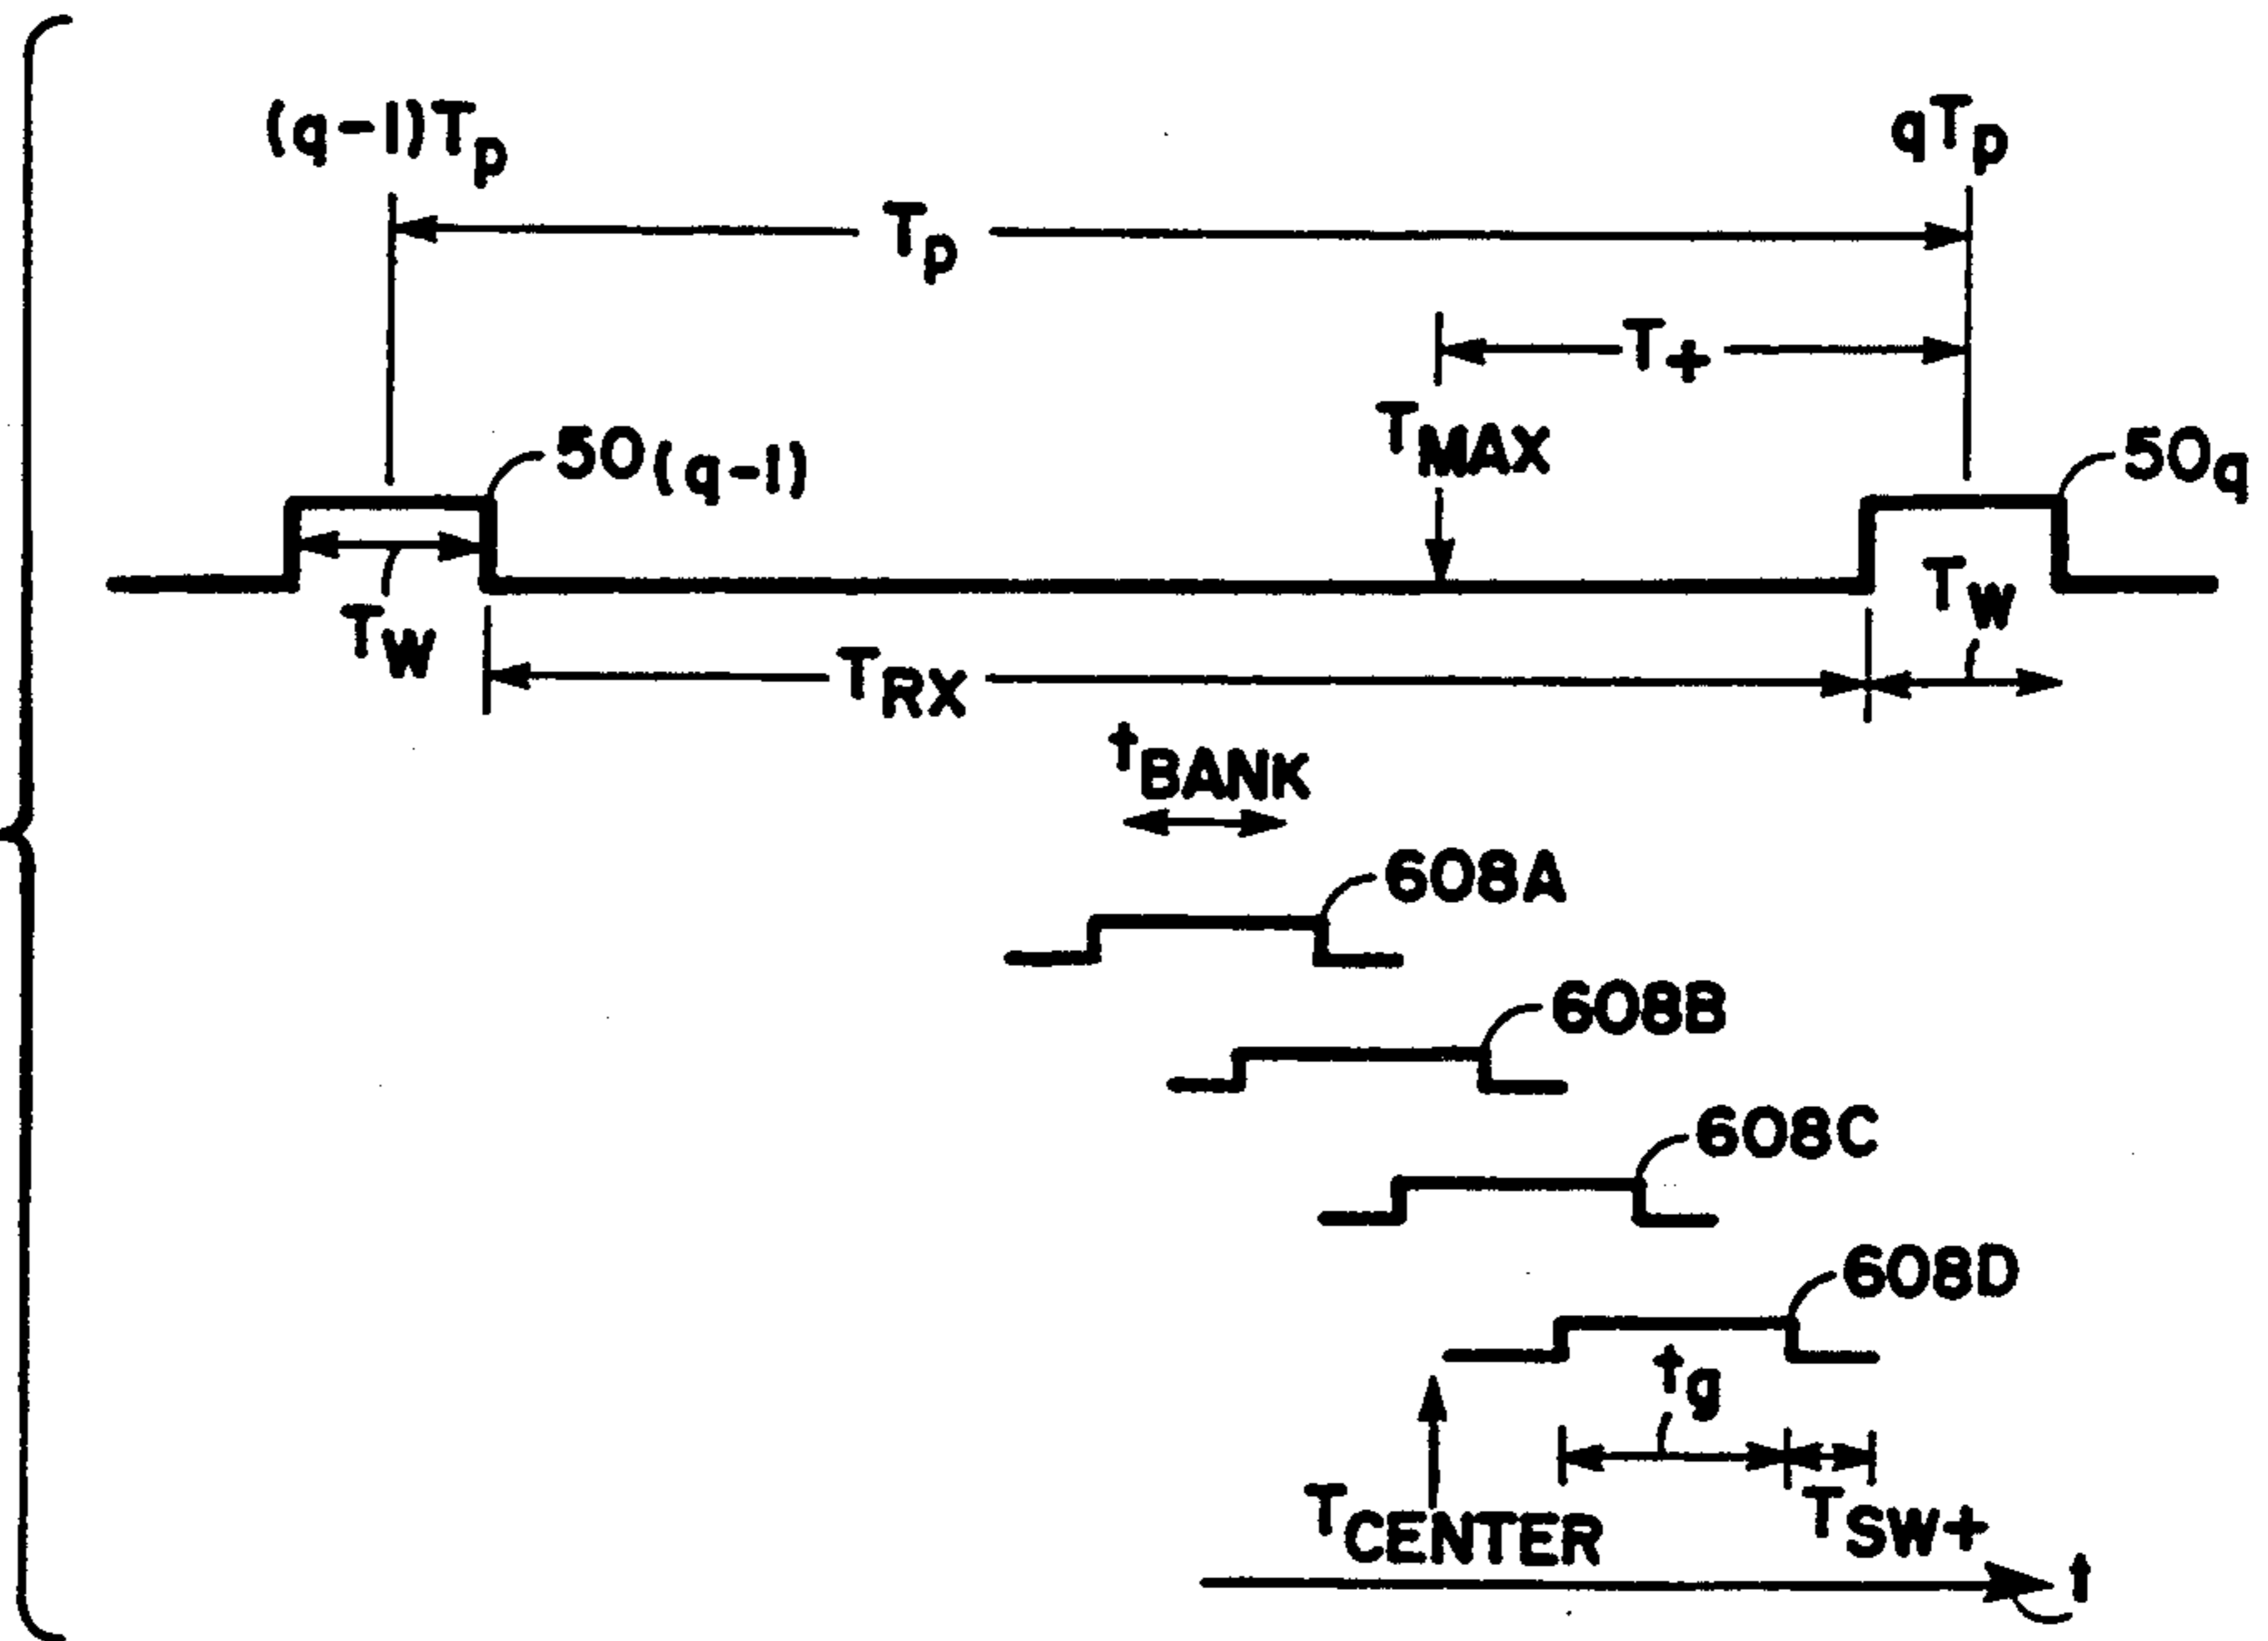 (q-1)Tp
qTp
Tp
T+
TMAX
50(q-1)
50q
TW
TW
TRX
tBANK
608A
608B
608C
608D
tg
TCENTER
TSW+
t